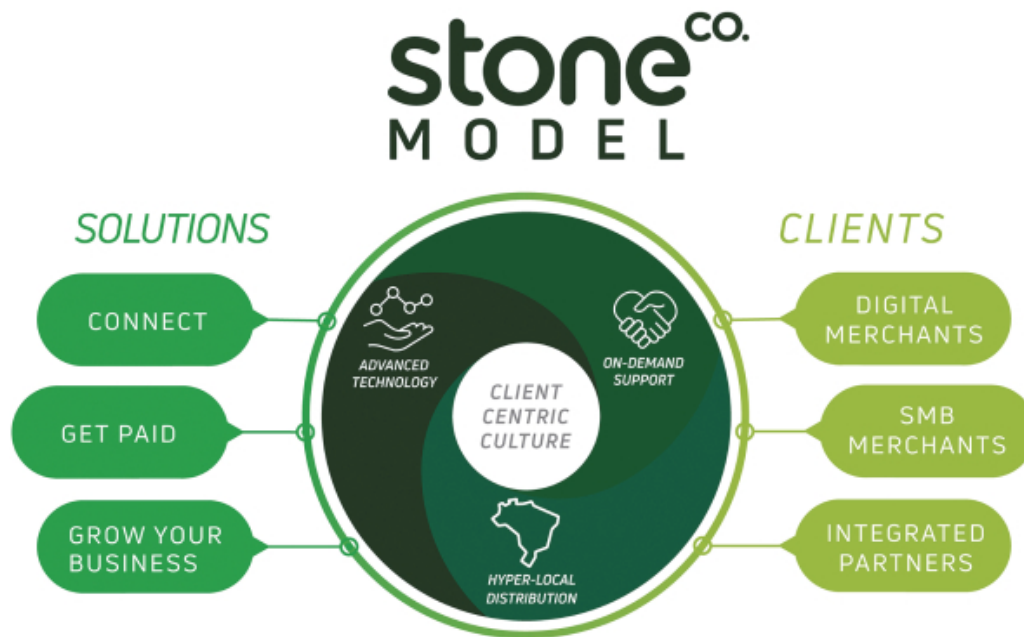 stone CO.
MODEL
SOLUTIONS
CONNECT
GET PAID
GROW YOUR
BUSINESS
ADVANCED
TECHNOLOGY
ON-DEMAND
SUPPORT
CLIENT
CENTRIC
CULTURE
HYPER-LOCAL
DISTRIBUTION
CLIENTS
DIGITAL
MERCHANTS
SMB
MERCHANTS
INTEGRATED
PARTNERS